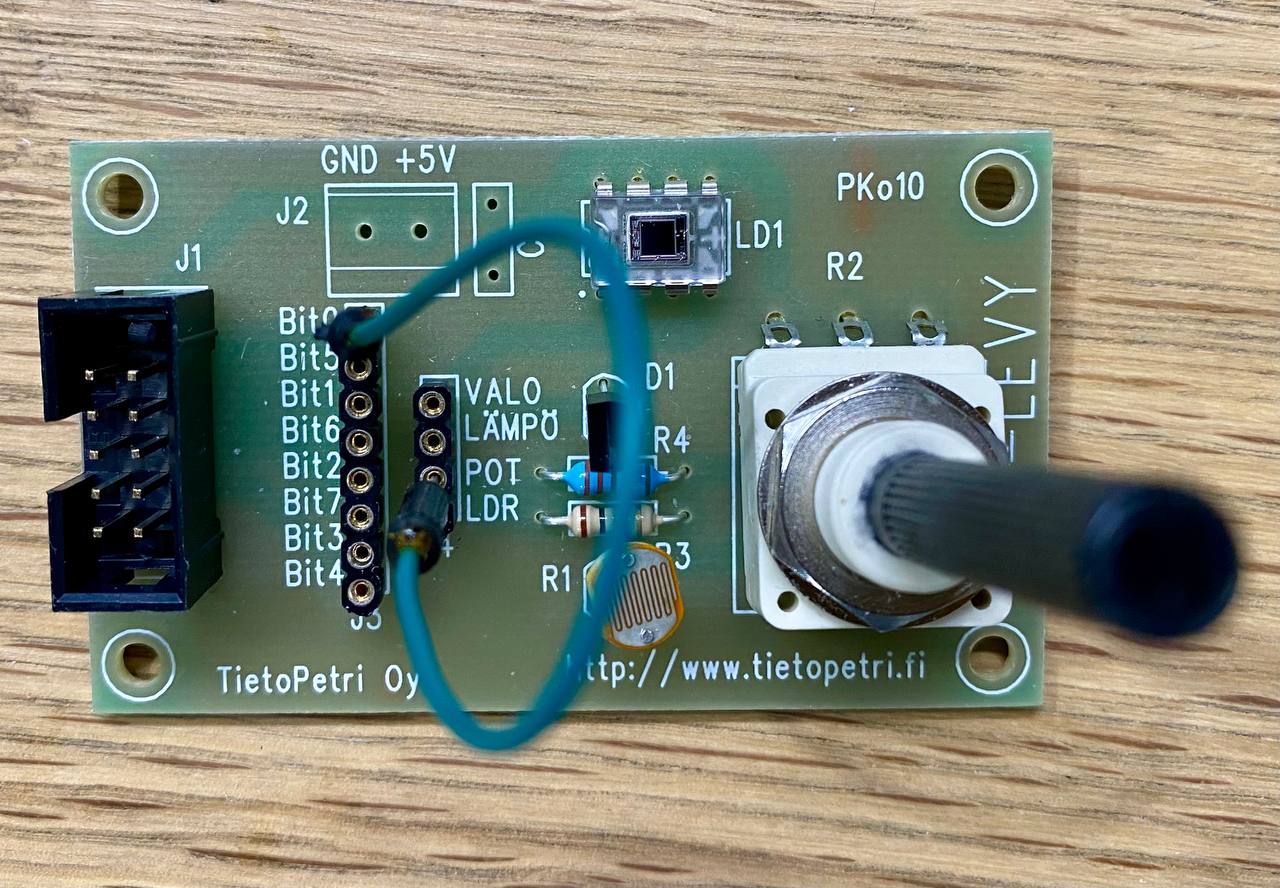 GND +5V
J2
J1
C
LD1
PKo10
R2
Bit0
Bit5
Bit1
Bit6
Bit2
Bit7
Bit3
Bit4
VALO
LÄMPÖ
POT
LDR
D1
R4
R3
R1
J3
LEVY
TietoPetri Oy
http://www.tietopetri.fi